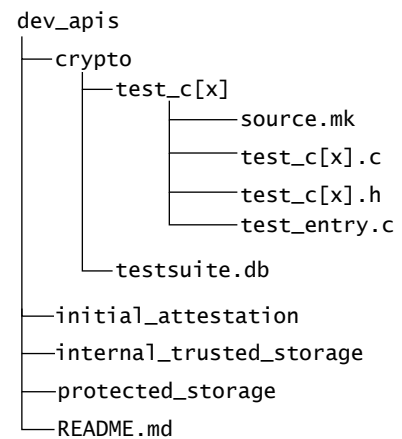 dev_apis
crypto
test_c[x]
source.mk
test_c[x].c
test_c[x].h
test_entry.c
testsuite.db
initial_attestation
internal_trusted_storage
protected_storage
README.md